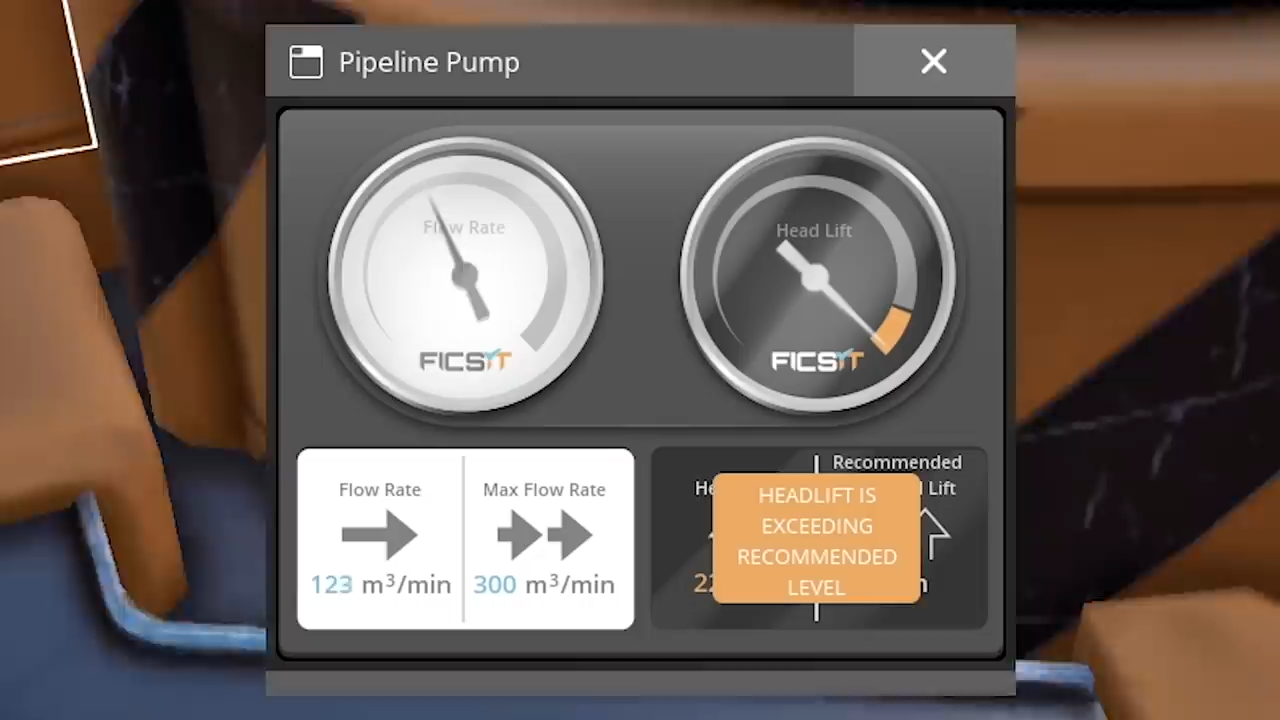 Pipeline Pump
Flow Rate
Head Lift
FICSIT
FICSIT
Flow Rate
Max Flow Rate
123 m³/min
300 m³/min
Recommended
Lift
HEADLIFT IS
EXCEEDING
RECOMMENDED
LEVEL